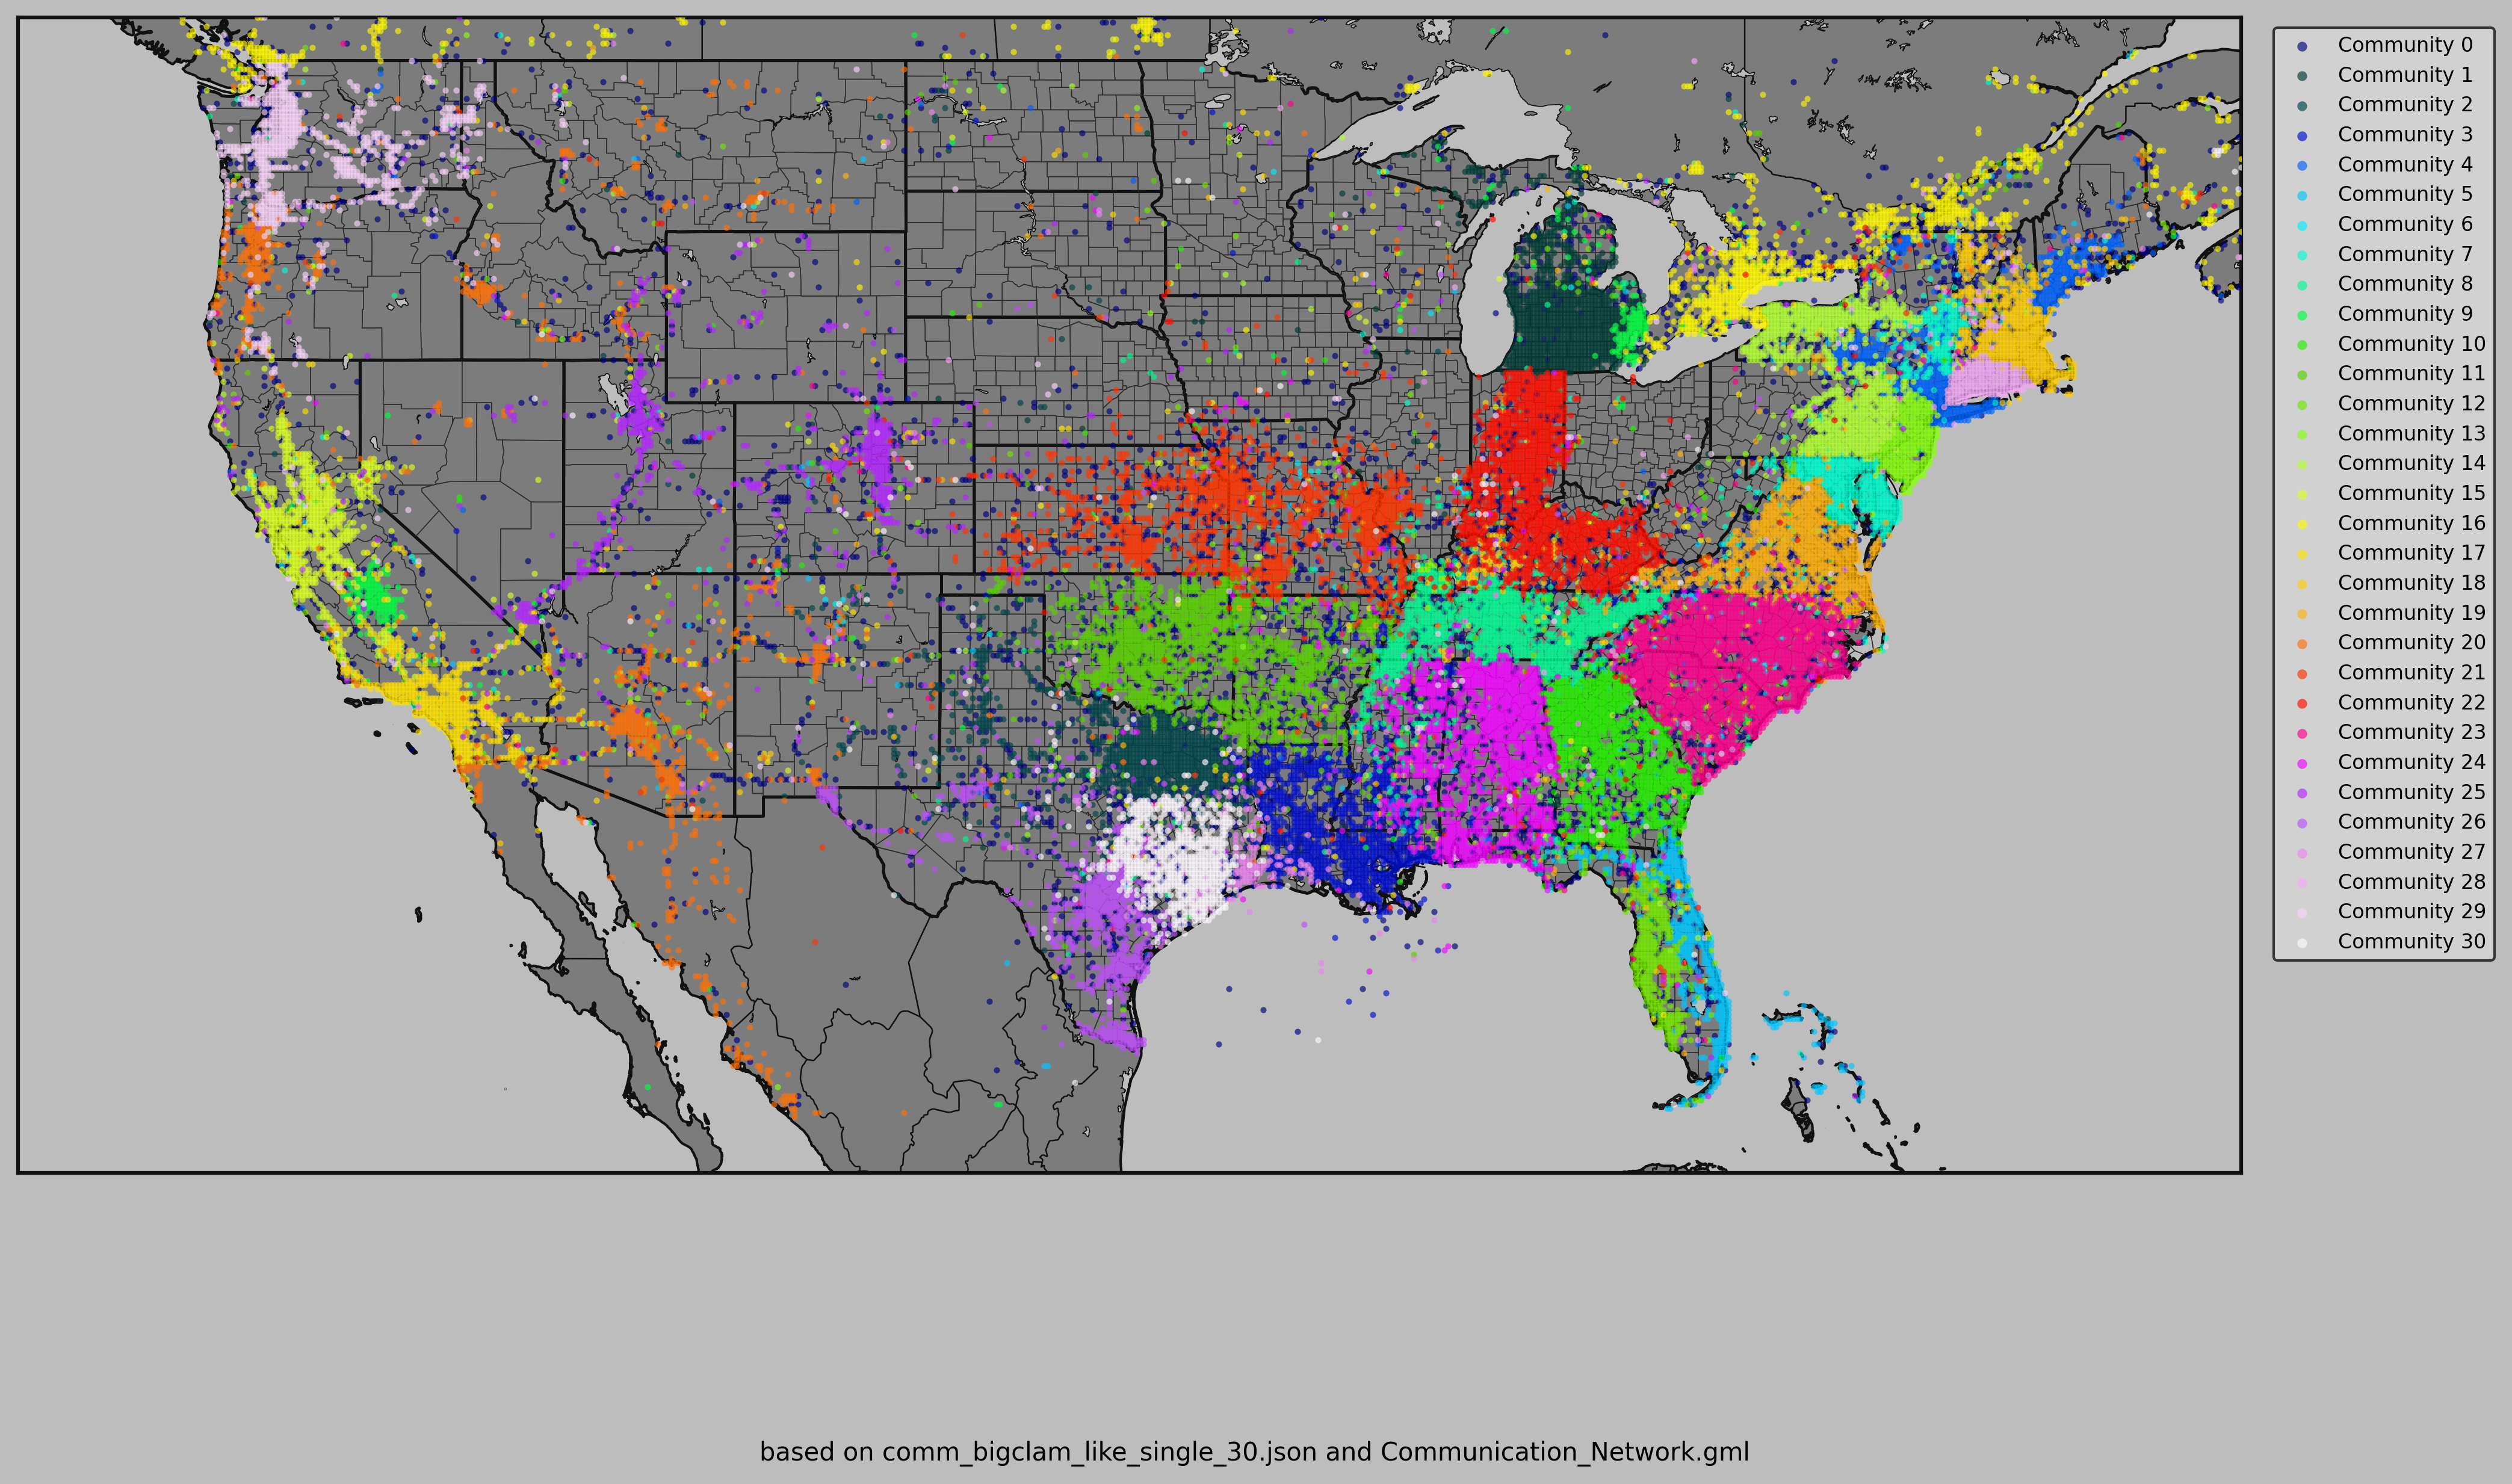 Community 0
Community 1
Community 2
Community 3
Community 4
Community 5
Community 6
Community 7
Community 8
Community 9
Community 10
Community 11
Community 12
Community 13
Community 14
Community 15
Community 16
Community 17
Community 18
Community 19
Community 20
Community 21
Community 22
Community 23
Community 24
Community 25
Community 26
Community 27
Community 28
Community 29
Community 30
based on comm_bigclam_like_single_30.json and Communication_Network.gml